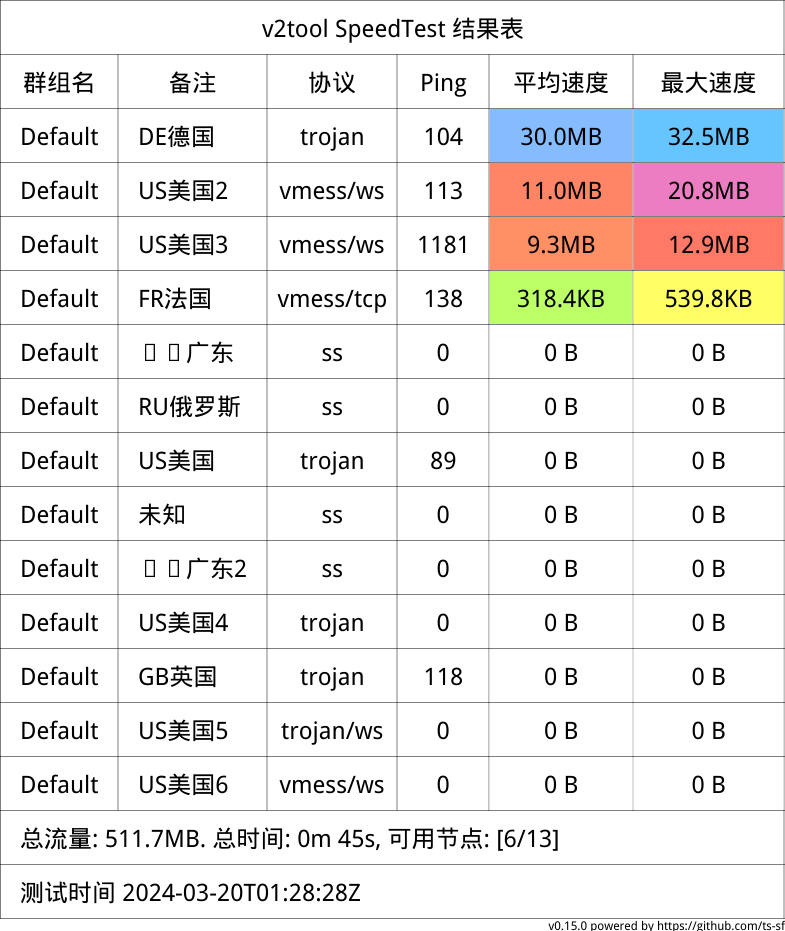 v2tool SpeedTest 结果表
群组名 备注 协议 Ping 平均速度 最大速度
Default DE德国 trojan 104 30.0MB 32.5MB
Default US美国2 vmess/ws 113 11.0MB 20.8MB
Default US美国3 vmess/ws 1181 9.3MB 12.9MB
Default FR法国 vmess/tcp 138 318.4KB 539.8KB
Default 广东 ss 0 0 B 0 B
Default RU俄罗斯 ss 0 0 B 0 B
Default US美国 trojan 89 0 B 0 B
Default 未知 ss 0 0 B 0 B
Default 广东2 ss 0 0 B 0 B
Default US美国4 trojan 0 0 B 0 B
Default GB英国 trojan 118 0 B 0 B
Default US美国5 trojan/ws 0 0 B 0 B
Default US美国6 vmess/ws 0 0 B 0 B
总流量: 511.7MB. 总时间: 0m 45s, 可用节点: [6/13]
测试时间 2024-03-20T01:28:28Z
v0.15.0 powered by https://github.com/ts-sf